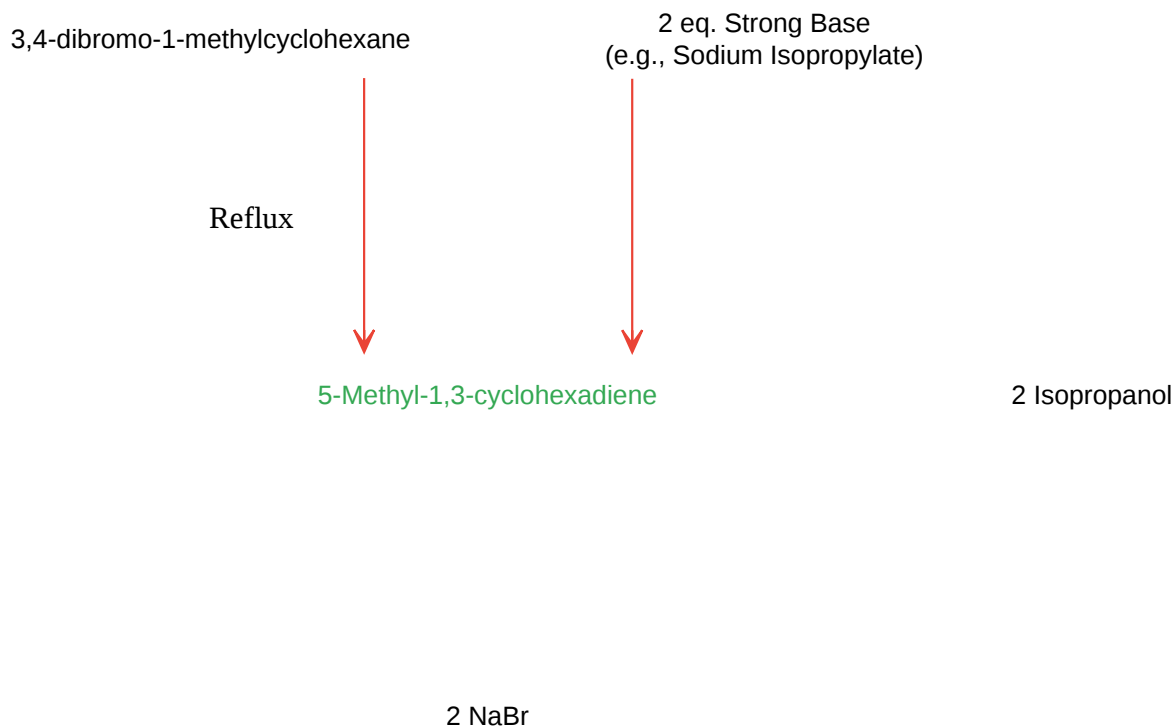 3,4-dibromo-1-methylcyclohexane
2 eq. Strong Base
(e.g., Sodium Isopropylate)
Reflux
5-Methyl-1,3-cyclohexadiene
2 Isopropanol
2 NaBr